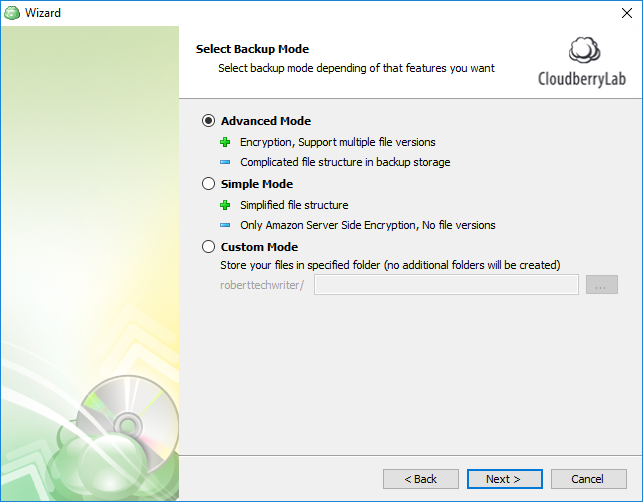 Wizard
Select Backup Mode
Select backup mode depending of that features you want
CloudberryLab
Advanced Mode
Encryption, Support multiple file versions
Complicated file structure in backup storage
Simple Mode
Simplified file structure
Only Amazon Server Side Encryption, No file versions
Custom Mode
Store your files in specified folder (no additional folders will be created)
roberttechwriter/
...
< Back
Next >
Cancel